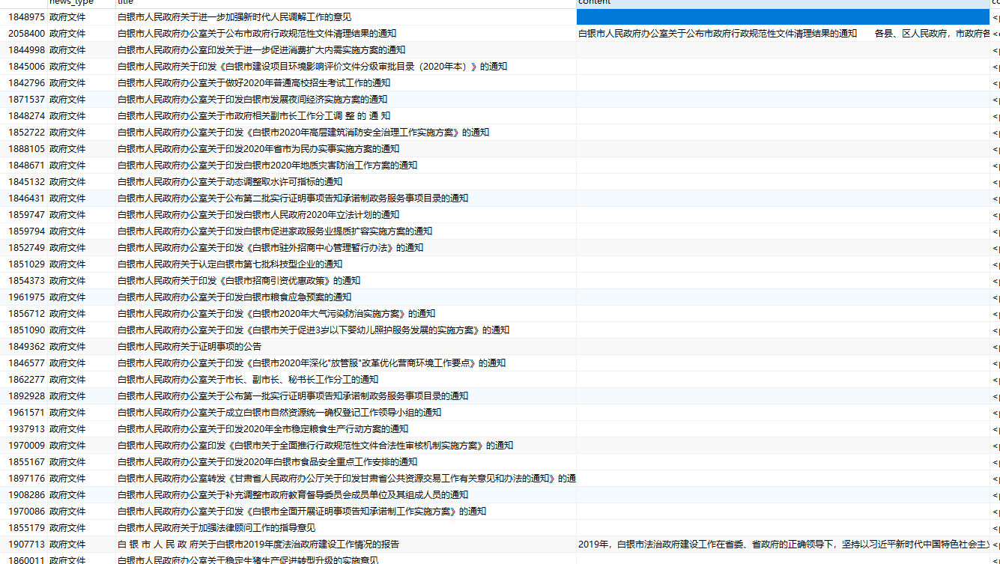 news_type title content
1848975 政府文件 白银市人民政府关于进一步加强新时代人民调解工作的意见
2058400 政府文件 白银市人民政府办公室关于公布市政府行政规范性文件清理结果的通知 白银市人民政府办公室关于公布市政府行政规范性文件清理结果的通知 各县、区人民政府，市政府各
1844998 政府文件 白银市人民政府办公室印发关于进一步促进消费扩大内需实施方案的通知
1845006 政府文件 白银市人民政府关于印发《白银市建设项目环境影响评价文件分级审批目录（2020年本）》的通知
1842796 政府文件 白银市人民政府办公室关于做好2020年普通高校招生考试工作的通知
1871537 政府文件 白银市人民政府办公室关于印发白银市发展夜间经济实施方案的通知
1848274 政府文件 白银市人民政府办公室关于市政府相关副市长工作分工调 整 的 通 知
1852722 政府文件 白银市人民政府办公室关于印发《白银市2020年高层建筑消防安全治理工作实施方案》的通知
1888105 政府文件 白银市人民政府办公室关于印发2020年省市为民办实事实施方案的通知
1848671 政府文件 白银市人民政府办公室关于印发白银市2020年地质灾害防治工作方案的通知
1845132 政府文件 白银市人民政府办公室关于动态调整取水许可指标的通知
1846431 政府文件 白银市人民政府办公室关于公布第二批实行证明事项告知承诺制政务服务事项目录的通知
1859747 政府文件 白银市人民政府办公室关于印发白银市人民政府2020年立法计划的通知
1859794 政府文件 白银市人民政府办公室关于印发白银市促进家政服务业提质扩容实施方案的通知
1852749 政府文件 白银市人民政府办公室关于印发《白银市驻外招商中心管理暂行办法》的通知
1851029 政府文件 白银市人民政府关于认定白银市第七批科技型企业的通知
1854373 政府文件 白银市人民政府关于印发《白银市招商引资优惠政策》的通知
1961975 政府文件 白银市人民政府办公室关于印发白银市粮食应急预案的通知
1856712 政府文件 白银市人民政府办公室关于印发《白银市2020年大气污染防治实施方案》的通知
1851090 政府文件 白银市人民政府办公室关于印发《白银市关于促进3岁以下婴幼儿照护服务发展的实施方案》的通知
1849362 政府文件 白银市人民政府关于证明事项的公告
1846577 政府文件 白银市人民政府办公室关于印发《白银市2020年深化"放管服"改革优化营商环境工作要点》的通知
1862277 政府文件 白银市人民政府办公室关于市长、副市长、秘书长工作分工的通知
1892928 政府文件 白银市人民政府办公室关于公布第一批实行证明事项告知承诺制政务服务事项目录的通知
1961571 政府文件 白银市人民政府办公室关于成立白银市自然资源统一确权登记工作领导小组的通知
1937913 政府文件 白银市人民政府办公室关于印发2020年全市稳定粮食生产行动方案的通知
1970009 政府文件 白银市人民政府办公室印发《白银市关于全面推行行政规范性文件合法性审核机制实施方案》的通知
1855167 政府文件 白银市人民政府办公室关于印发2020年白银市食品安全重点工作安排的通知
1897176 政府文件 白银市人民政府办公室转发《甘肃省人民政府办公厅关于印发甘肃省公共资源交易工作有关意见和办法的通知》的通
1908286 政府文件 白银市人民政府办公室关于补充调整市政府教育督导委员会成员单位及其组成人员的通知
1970086 政府文件 白银市人民政府办公室关于印发《白银市全面开展证明事项告知承诺制工作实施方案》的通知
1855179 政府文件 白银市人民政府关于加强法律顾问工作的指导意见
1907713 政府文件 白 银 市 人 民 政 府关于白银市2019年度法治政府建设工作情况的报告 2019年，白银市法治政府建设工作在省委、省政府的正确领导下，坚持以习近平新时代中国特色社会主
1860011 政府文件 白银市人民政府关于稳定生猪生产促进转型升级的实施意见